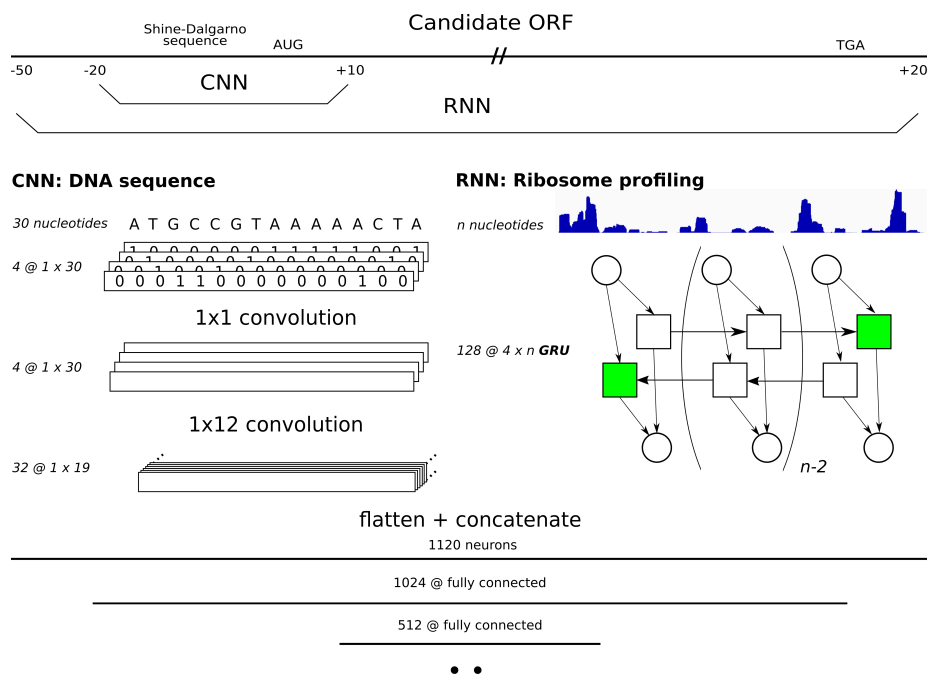 Candidate ORF
Shine-Dalgarno
sequence
AUG
TGA
-50
-20
+10
+20
CNN
RNN
CNN: DNA sequence
30 nucleotides
A T G C C G T A A A A A C T A
4 @ 1 x 30
0 0 0 1 1 0 0 0 0 0 0 0 1 0 0
1x1 convolution
4 @ 1 x 30
1x12 convolution
32 @ 1 x 19
RNN: Ribosome profiling
n nucleotides
128 @ 4 x n GRU
n-2
flatten + concatenate
1120 neurons
1024 @ fully connected
512 @ fully connected